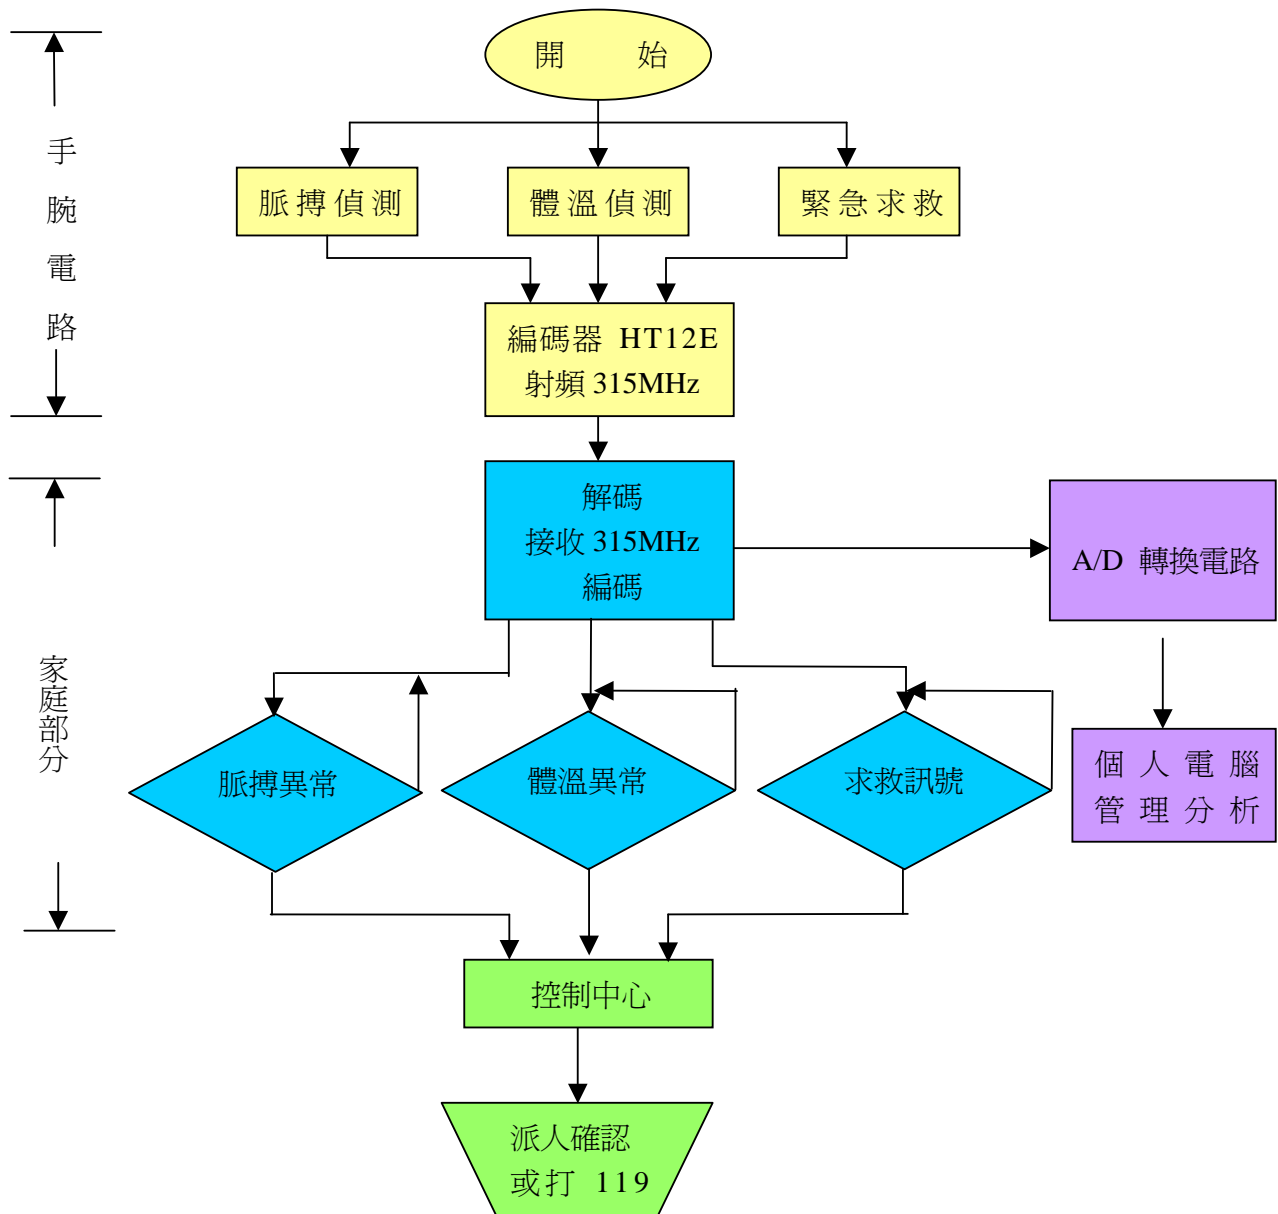 開 始
手腕電路
脈搏偵測
體溫偵測
緊急求救
編碼器 HT12E
射頻 315MHz
解碼
接收 315MHz
編碼
A/D 轉換電路
家庭部分
脈搏異常
體溫異常
求救訊號
個人電腦
管理分析
控制中心
派人確認
或打 119